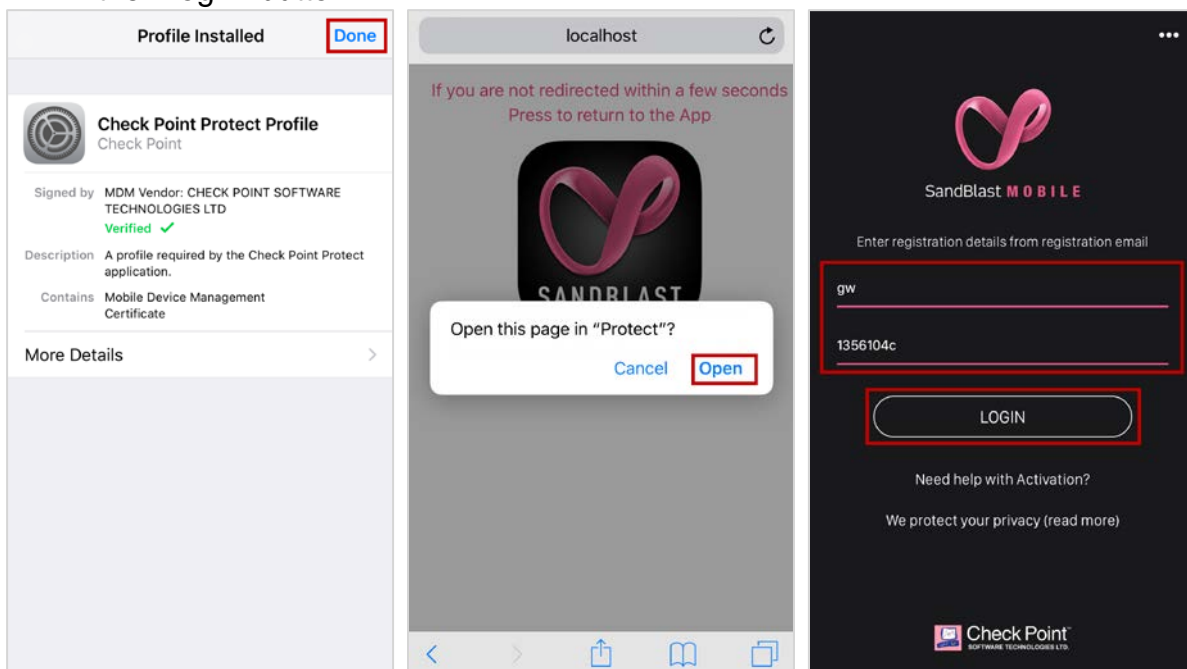 Profile Installed
Done
Check Point Protect Profile
Check Point
Signed by MDM Vendor: CHECK POINT SOFTWARE
TECHNOLOGIES LTD
Verified ✓
Description A profile required by the Check Point Protect
application.
Contains Mobile Device Management
Certificate
More Details
localhost
If you are not redirected within a few seconds
Press to return to the App
SANDBLAST
Open this page in “Protect”?
Cancel Open
SandBlast MOBILE
Enter registration details from registration email
gw
1356104c
LOGIN
Need help with Activation?
We protect your privacy (read more)
Check Point
SOFTWARE TECHNOLOGIES LTD.